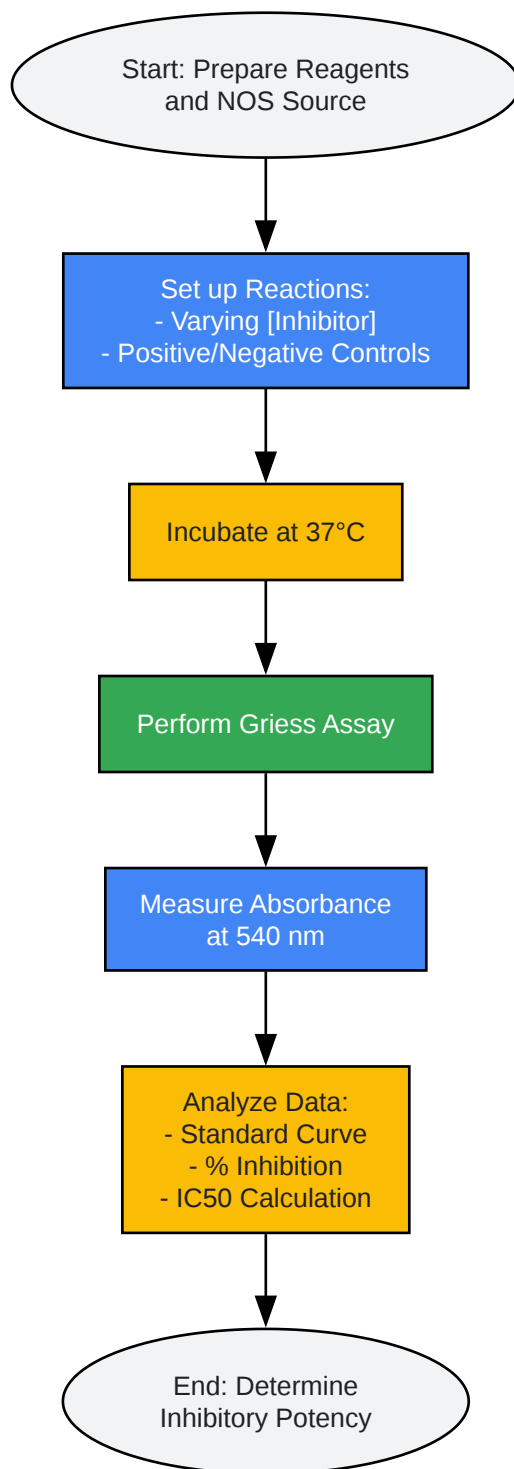 Start: Prepare Reagents
and NOS Source
Set up Reactions:
- Varying [Inhibitor]
- Positive/Negative Controls
Incubate at 37°C
Perform Griess Assay
Measure Absorbance
at 540 nm
Analyze Data:
- Standard Curve
- % Inhibition
- IC50 Calculation
End: Determine
Inhibitory Potency